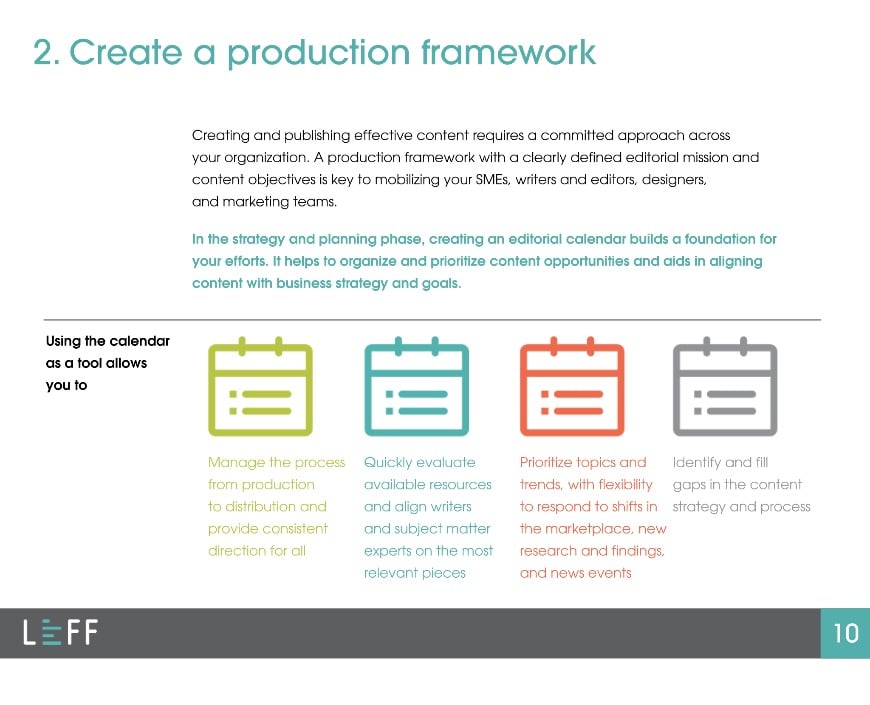 2. Create a production framework
Creating and publishing effective content requires a committed approach across
your organization. A production framework with a clearly defined editorial mission and
content objectives is key to mobilizing your SMEs, writers and editors, designers,
and marketing teams.
In the strategy and planning phase, creating an editorial calendar builds a foundation for
your efforts. It helps to organize and prioritize content opportunities and aids in aligning
content with business strategy and goals.
Using the calendar
as a tool allows
you to
Manage the process
from production
to distribution and
provide consistent
direction for all
Quickly evaluate
available resources
and align writers
and subject matter
experts on the most
relevant pieces
Prioritize topics and
trends, with flexibility
to respond to shifts in
the marketplace, new
research and findings,
and news events
Identify and fill
gaps in the content
strategy and process
LEFF
10